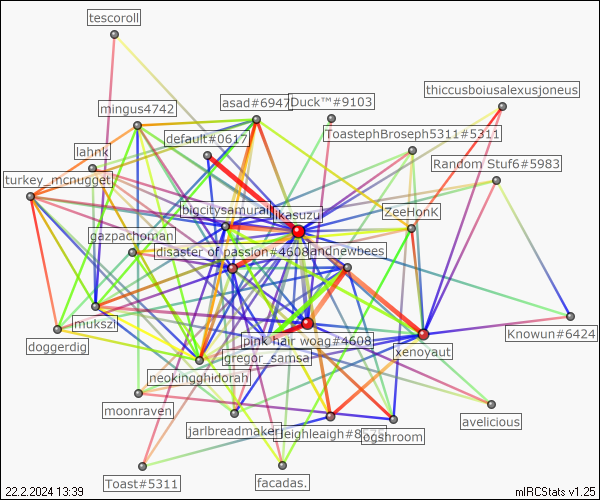 tescoroll
thiccusboiusalexusjoneus
asad#6947
Duck™#9103
mingus4742
default#0617
ToastephBroseph5311#5311
lahnk
Random Stuf6#5983
turkey_mcnugget
bigcitysamurai
likasuzu
ZeeHonK
gazpachoman
disaster of passion#4608
andnewbees
mukszi
Knowun#6424
doggerdig
pink hair woag#4608
xenoyaut
gregor_samsa
neokingghidorah
moonraven
avelicious
jarlbreadmaker
jeighleigh#8
ogshroom
Toast#5311
facadas.
22.2.2024 13:39
mIRCStats v1.25